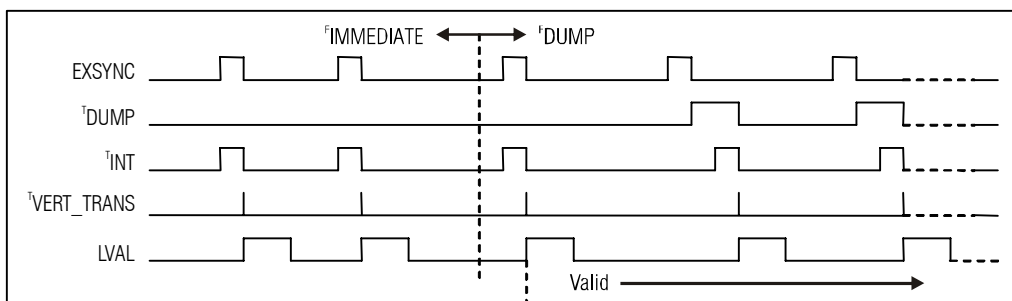 ᶠIMMEDIATE ᶠDUMP
EXSYNC
ᵀDUMP
ᵀINT
ᵀVERT_TRANS
LVAL
Valid